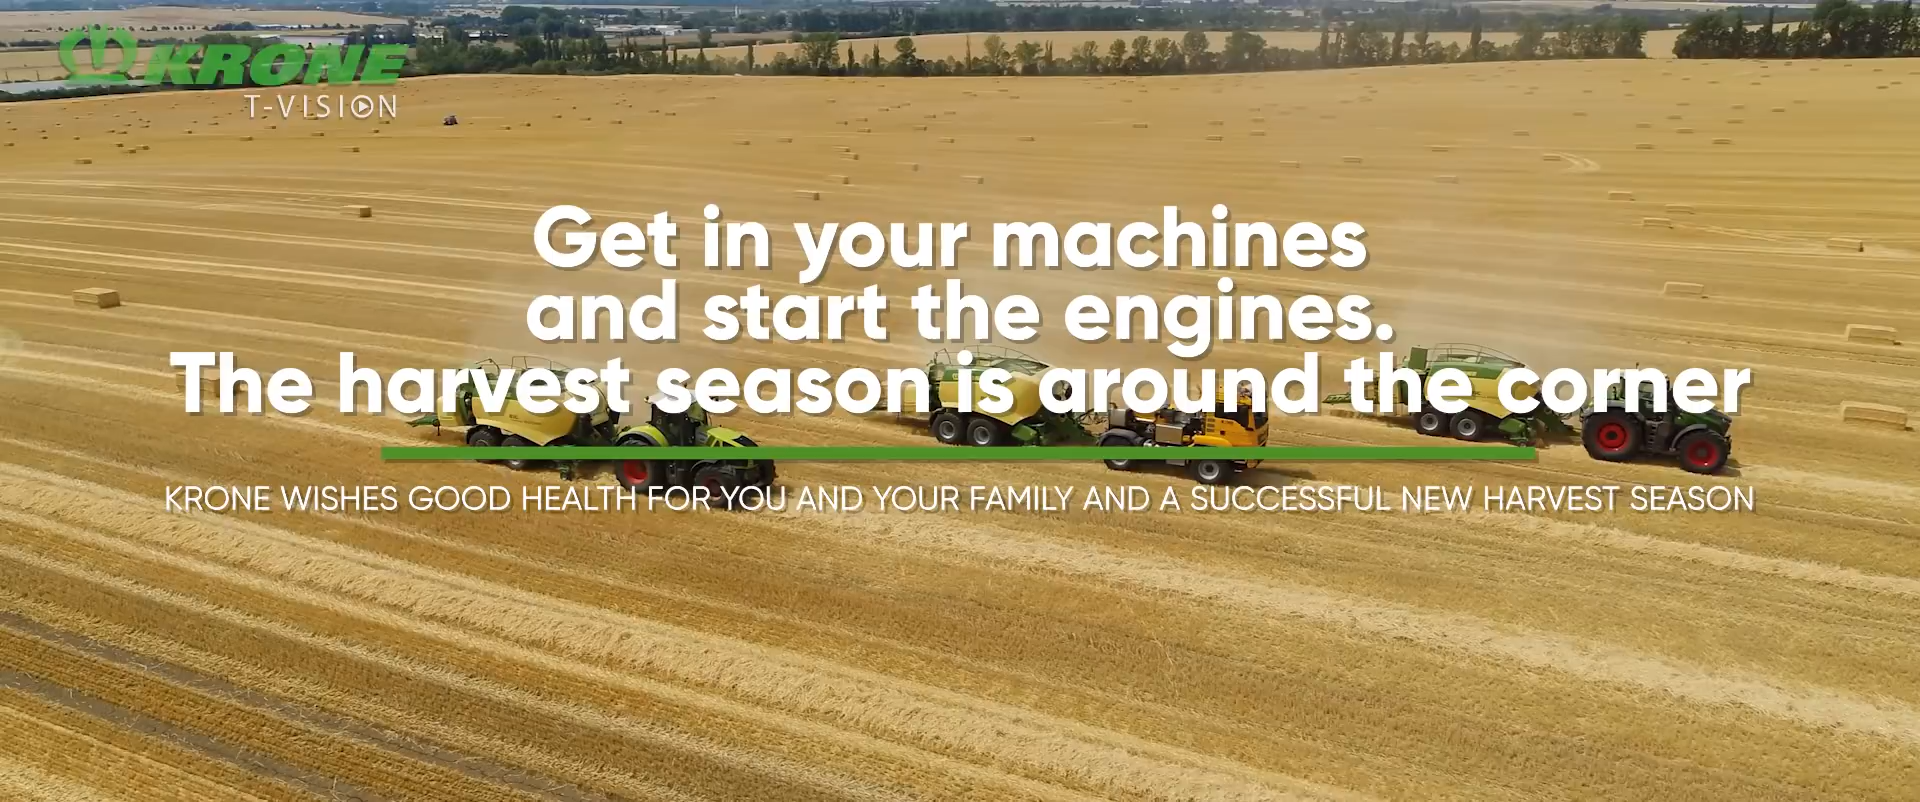 KRONE
T-VISION
Get in your machines
and start the engines.
The harvest season is around the corner
KRONE WISHES GOOD HEALTH FOR YOU AND YOUR FAMILY AND A SUCCESSFUL NEW HARVEST SEASON